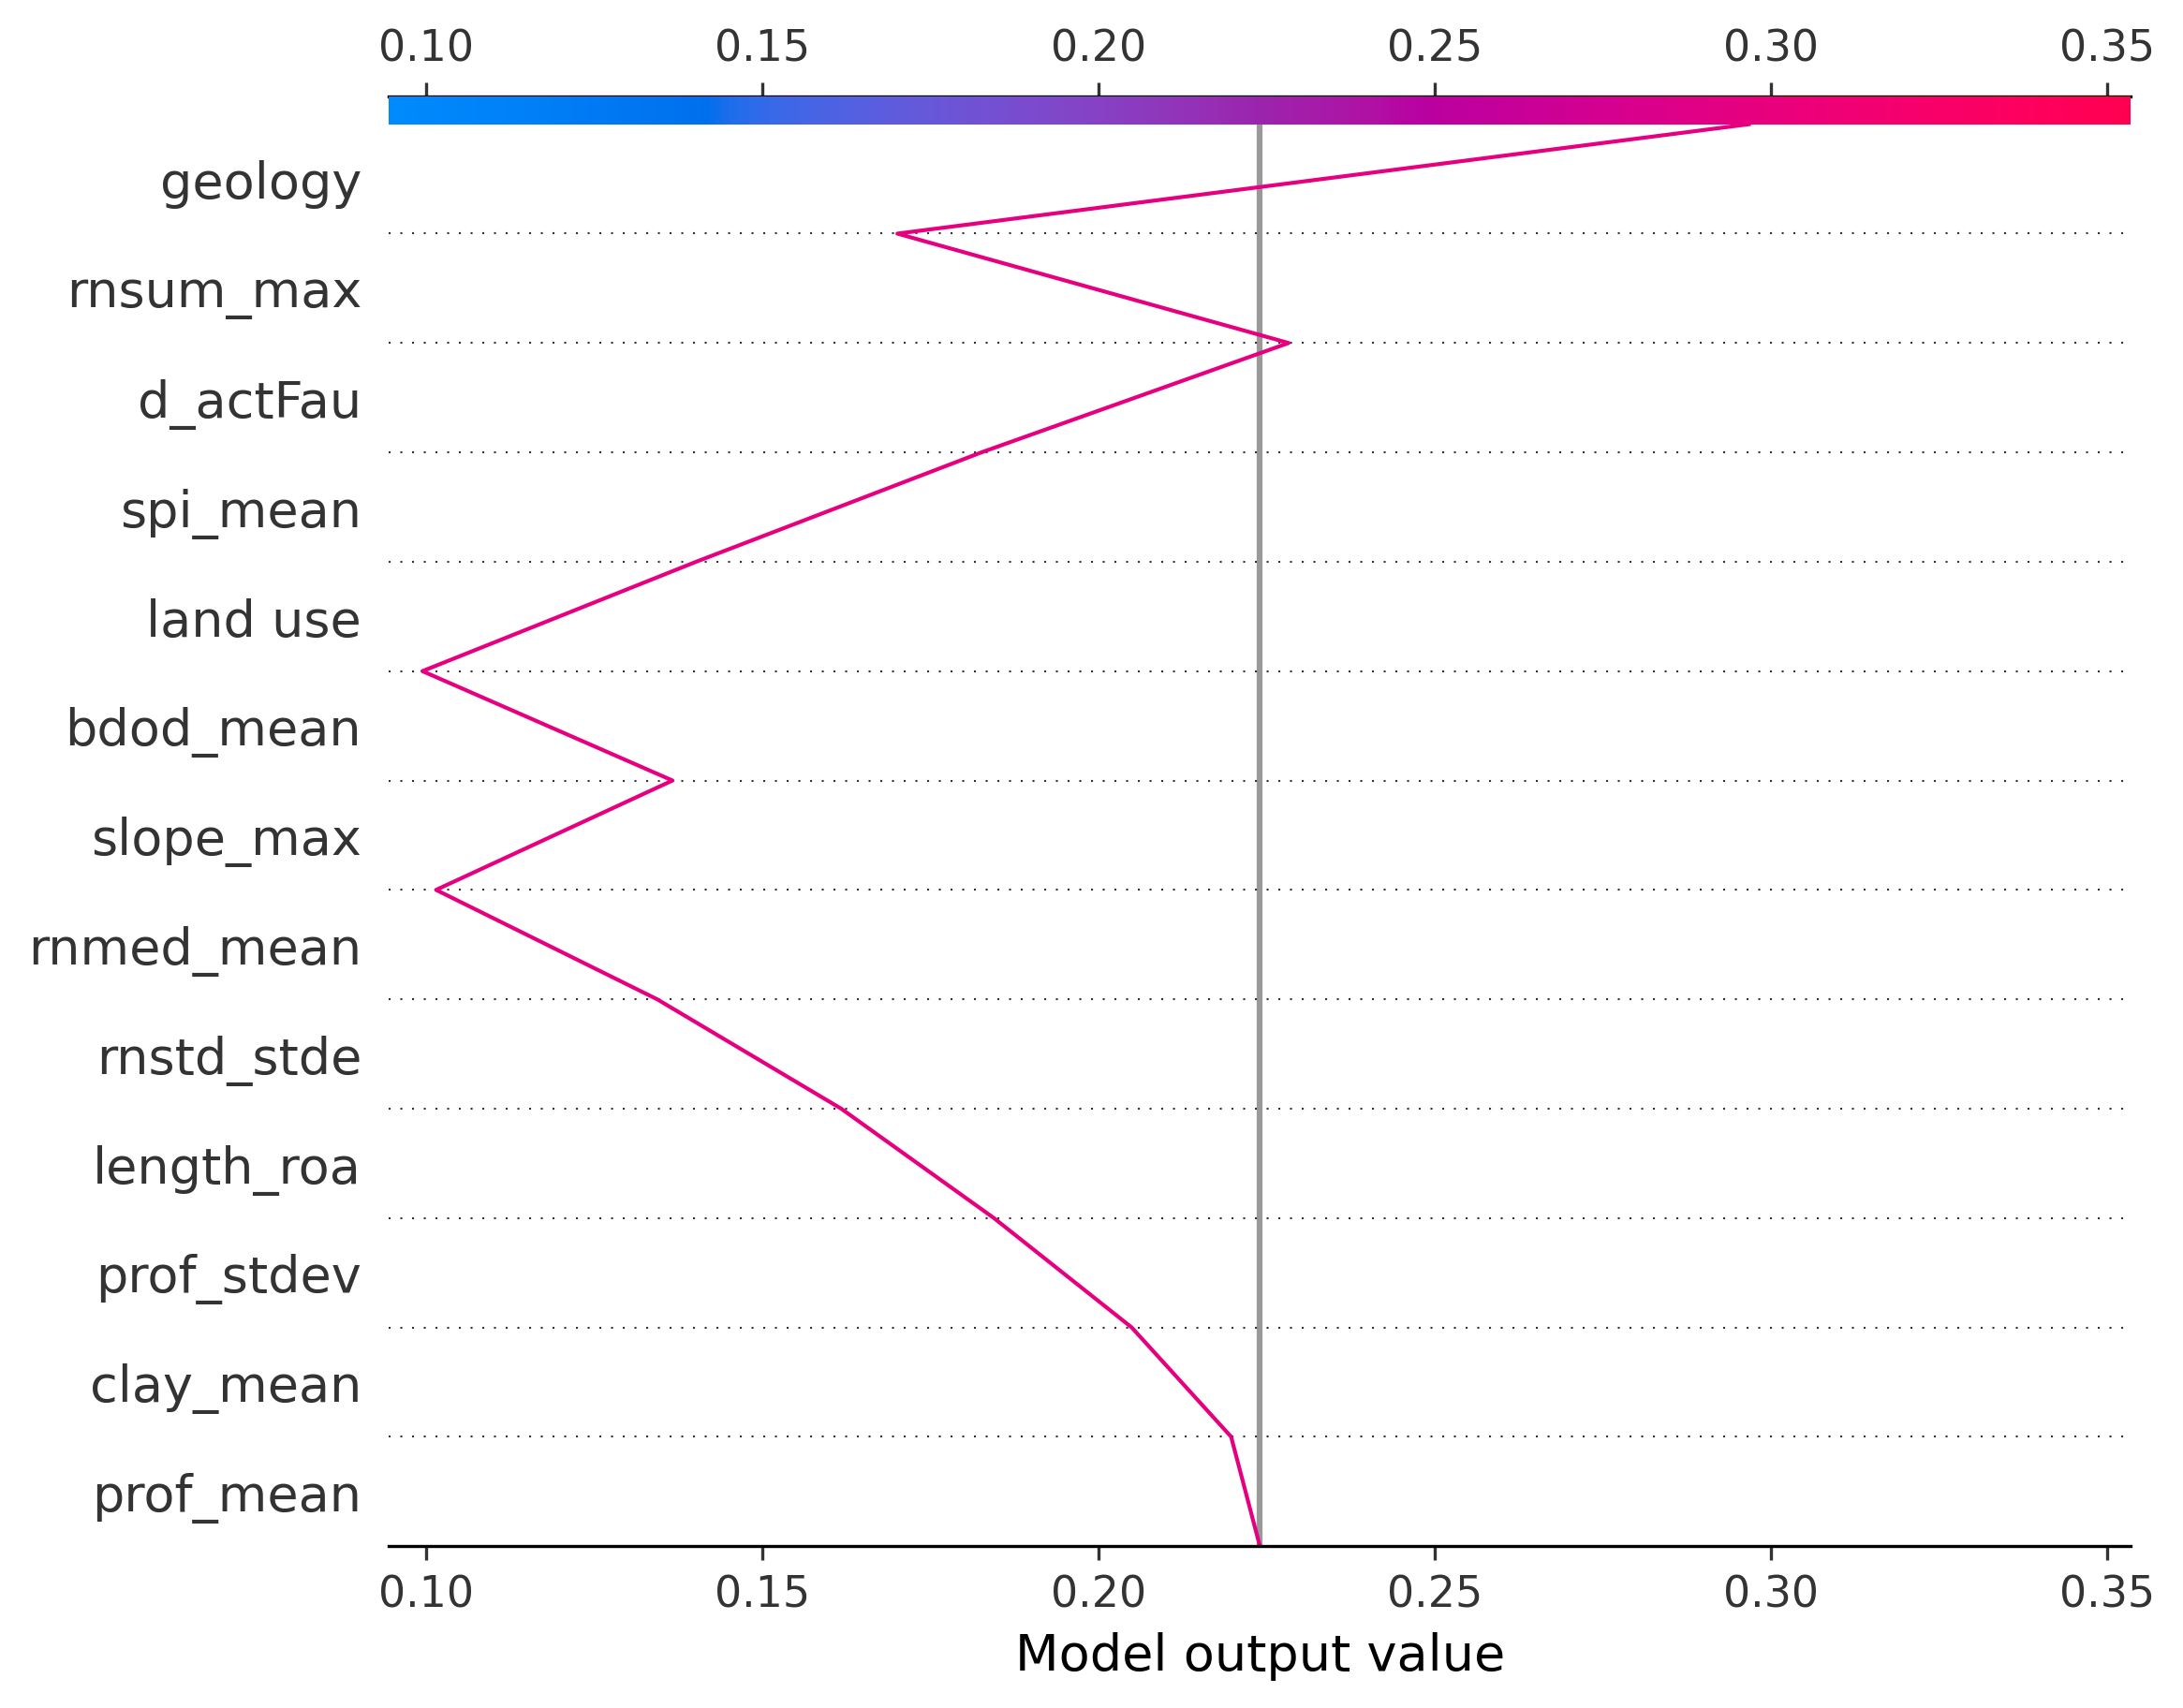 0.10 0.15 0.20 0.25 0.30 0.35
geology
rnsum_max
d_actFau
spi_mean
land use
bdod_mean
slope_max
rnmed_mean
rnstd_stde
length_roa
prof_stdev
clay_mean
prof_mean
0.10 0.15 0.20 0.25 0.30 0.35
Model output value